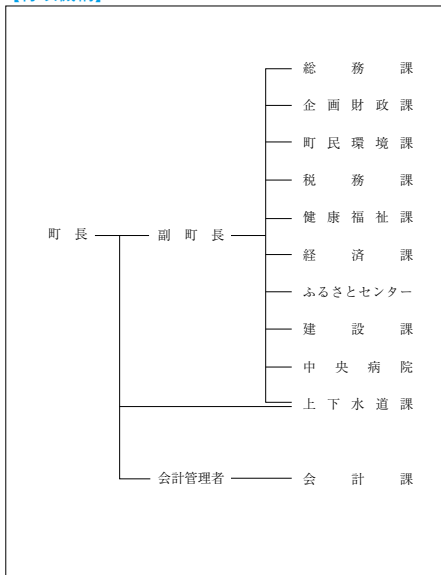 総務課
企画財政課
町民環境課
税務課
健康福祉課
町長 副町長
経済課
ふるさとセンター
建設課
中央病院
上下水道課
会計管理者 会計課